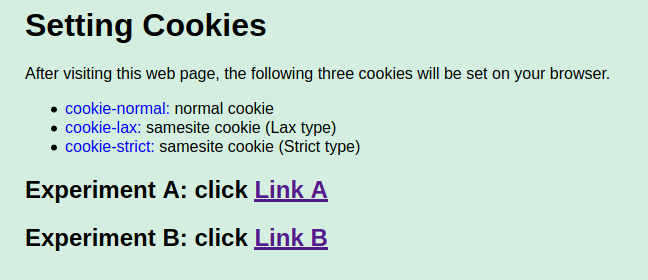 Setting Cookies
After visiting this web page, the following three cookies will be set on your browser.
cookie-normal: normal cookie
cookie-lax: samesite cookie (Lax type)
cookie-strict: samesite cookie (Strict type)
Experiment A: click Link A
Experiment B: click Link B